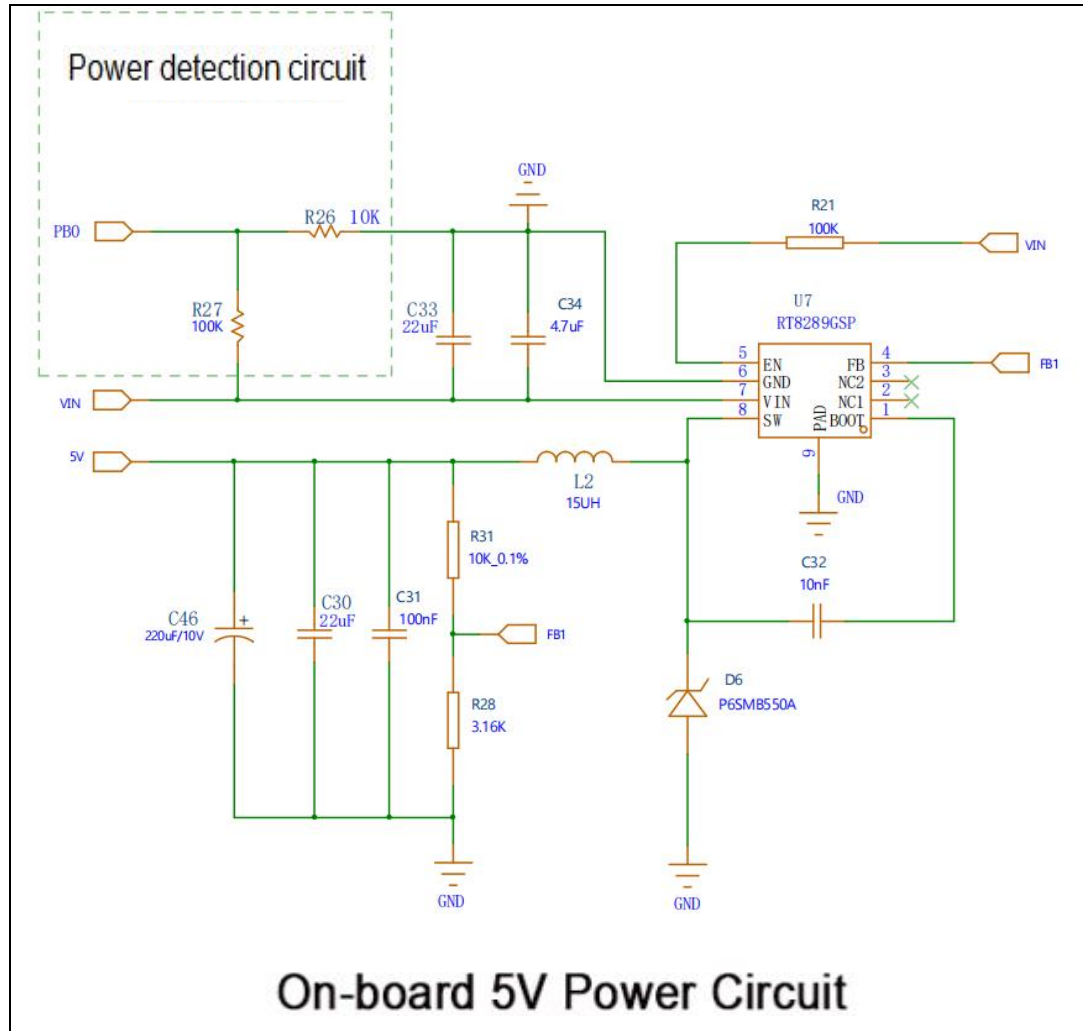 Power detection circuit
GND
PB0
R26 10K
R21
100K
VIN
R27
100K
C33
22uF
C34
4.7uF
U7
RT8289GSP
5 EN FB 4
6 GND NC2 3
7 VIN NC1 2
8 SW BOOT 1
PAD
9
FB1
VIN
5V
L2
15UH
GND
R31
10K_0.1%
C32
10nF
C46
220uF/10V
+
C30
22uF
C31
100nF
FB1
D6
P6SMB550A
R28
3.16K
GND
GND
On-board 5V Power Circuit